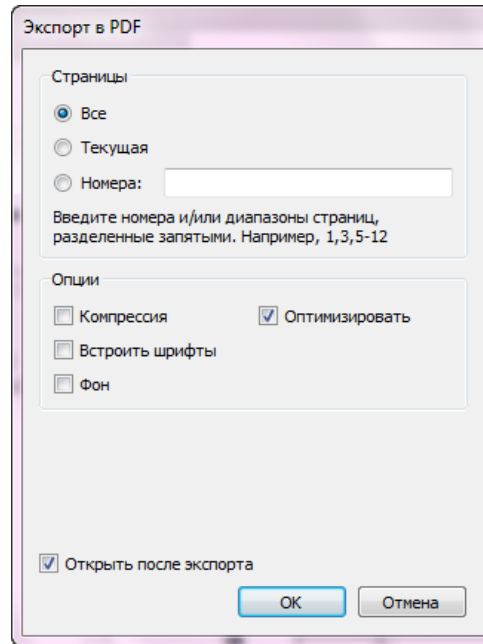 Экспорт в PDF
Страницы
Все
Текущая
Номера:
Введите номера и/или диапазоны страниц,
разделенные запятыми. Например, 1,3,5-12
Опции
Компрессия
Оптимизировать
Встроить шрифты
Фон
Открыть после экспорта
OK
Отмена